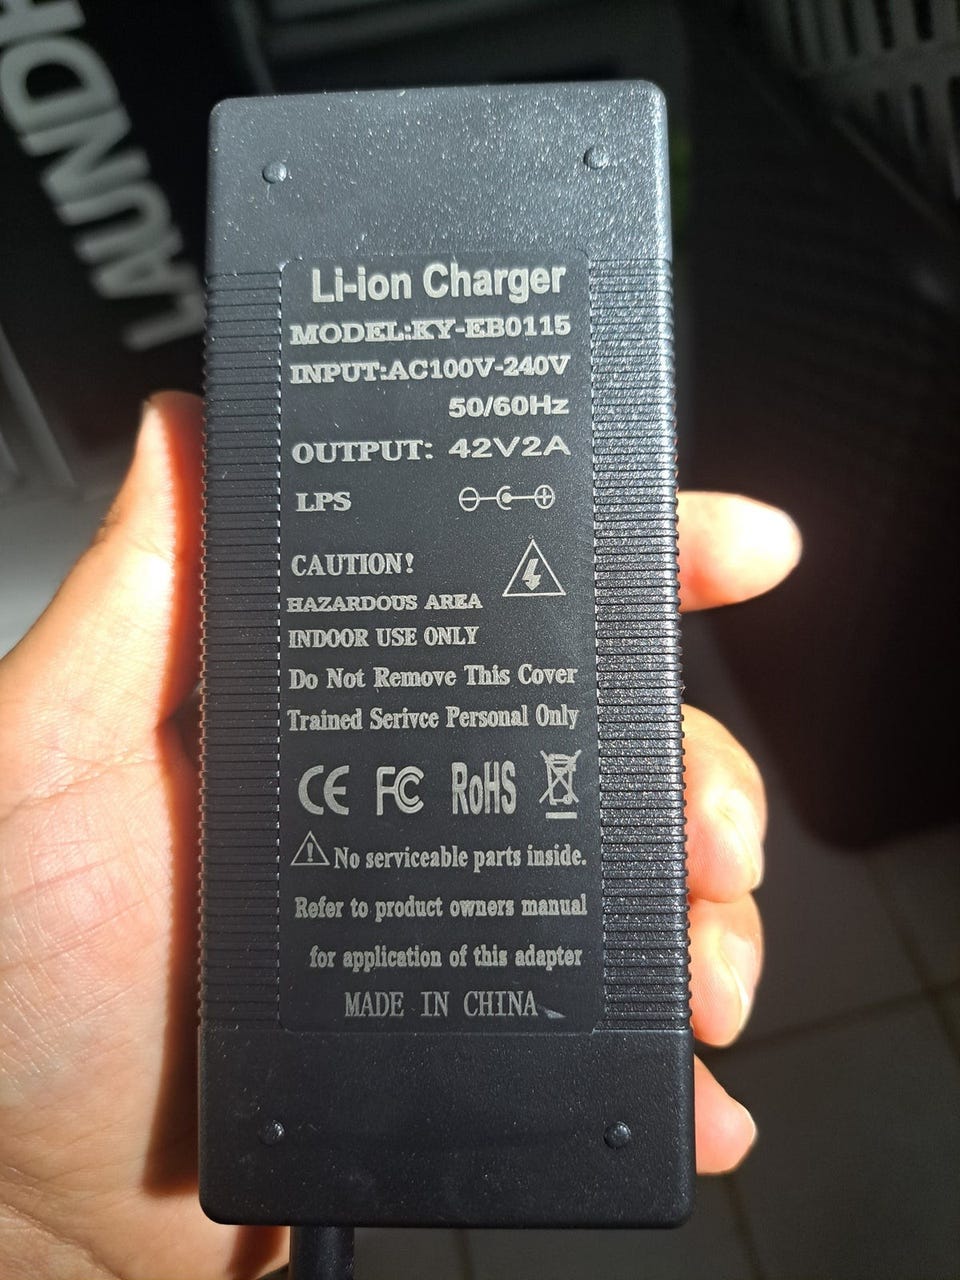 LAUNDH
Li-ion Charger
MODEL:KY-EB0115
INPUT:AC100V-240V
50/60Hz
OUTPUT: 42V2A
LPS
CAUTION!
HAZARDOUS AREA
INDOOR USE ONLY
Do Not Remove This Cover
Trained Serivce Personal Only
CE FC RoHS
No serviceable parts inside.
Refer to product owners manual
for application of this adapter
MADE IN CHINA